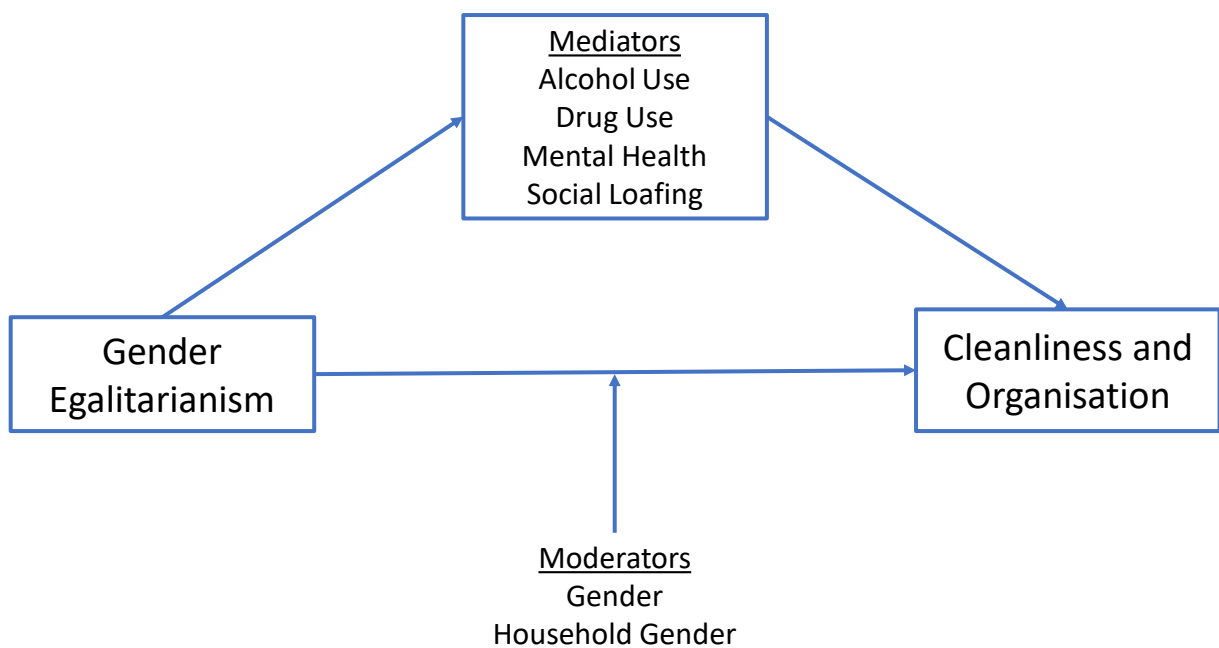 Mediators
Alcohol Use
Drug Use
Mental Health
Social Loafing
Gender
Egalitarianism
Cleanliness and
Organisation
Moderators
Gender
Household Gender